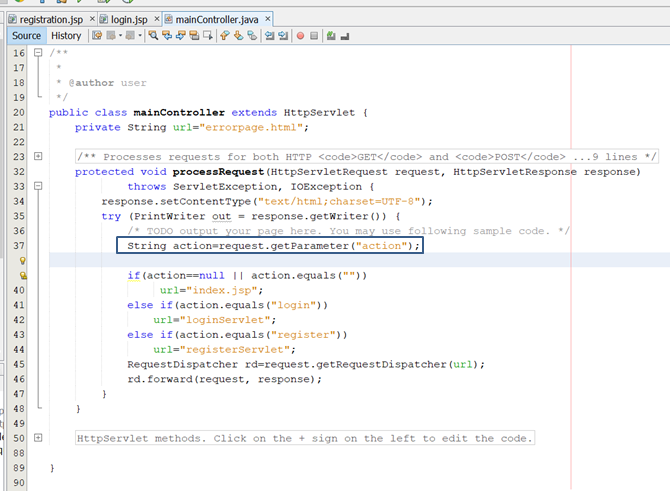 registration.jsp login.jsp mainController.java
Source History
16 /**
17 *
18 * @author user
19 */
20 public class mainController extends HttpServlet {
21 private String url="errorpage.html";
22
23 /** Processes requests for both HTTP <code>GET</code> and <code>POST</code> ...9 lines */
32 protected void processRequest(HttpServletRequest request, HttpServletResponse response)
33 throws ServletException, IOException {
34 response.setContentType("text/html;charset=UTF-8");
35 try (PrintWriter out = response.getWriter()) {
36 /* TODO output your page here. You may use following sample code. */
37 String action=request.getParameter("action");
if(action==null || action.equals(""))
40 url="index.jsp";
41 else if(action.equals("login"))
42 url="loginServlet";
43 else if(action.equals("register"))
44 url="registerServlet";
45 RequestDispatcher rd=request.getRequestDispatcher(url);
46 rd.forward(request, response);
47 }
48 }
49
50 HttpServlet methods. Click on the + sign on the left to edit the code.
88
89 }
90